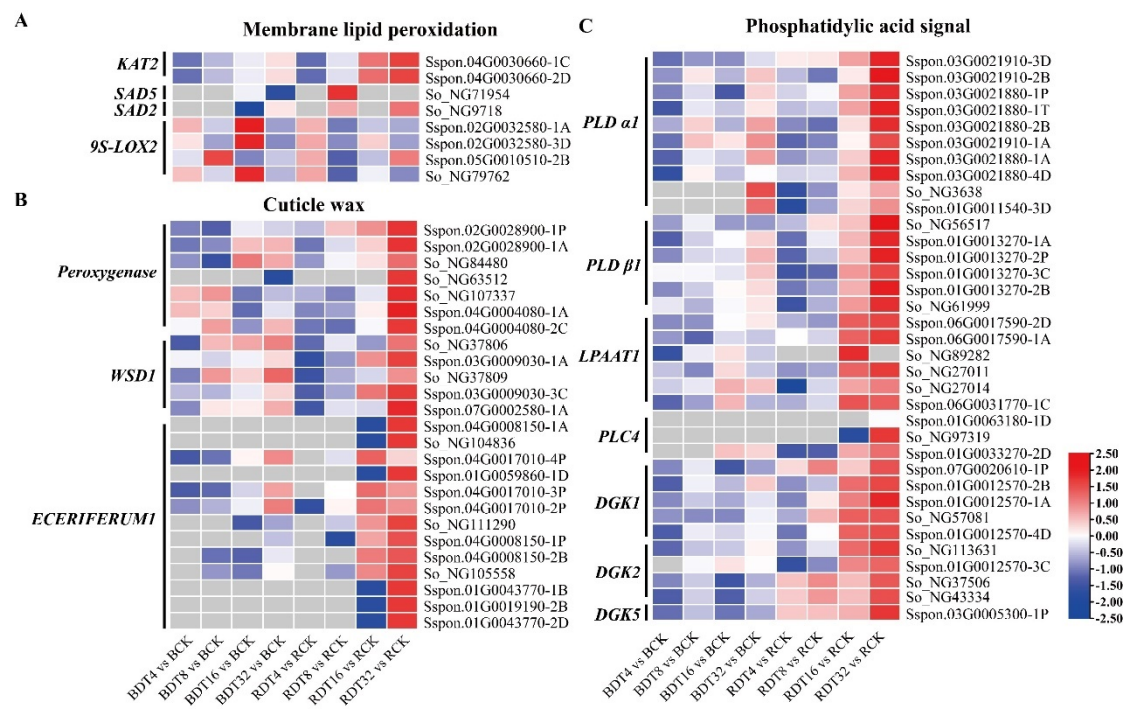 A
Membrane lipid peroxidation
KAT2
SAD5
SAD2
9S-LOX2
Sspon.04G0030660-1C
Sspon.04G0030660-2D
So_NG71954
So_NG9718
Sspon.02G0032580-1A
Sspon.02G0032580-3D
Sspon.05G0010510-2B
So_NG79762
B
Cuticle wax
Peroxygenase
WSD1
ECERIFERUM1
Sspon.02G0028900-1P
Sspon.02G0028900-1A
So_NG84480
So_NG63512
So_NG107337
Sspon.04G0004080-1A
Sspon.04G0004080-2C
So_NG37806
Sspon.03G0009030-1A
So_NG37809
Sspon.03G0009030-3C
Sspon.07G0002580-1A
Sspon.04G0008150-1A
So_NG104836
Sspon.04G0017010-4P
Sspon.01G0059860-1D
Sspon.04G0017010-3P
Sspon.04G0017010-2P
So_NG111290
Sspon.04G0008150-1P
Sspon.04G0008150-2B
So_NG105558
Sspon.01G0043770-1B
Sspon.01G0019190-2B
Sspon.01G0043770-2D
BDT4 vs BCK
BDT8 vs BCK
BDT16 vs BCK
BDT32 vs BCK
RDT4 vs RCK
RDT8 vs RCK
RDT16 vs RCK
RDT32 vs RCK
C
Phosphatidylic acid signal
PLD α1
PLD β1
LPAAT1
PLC4
DGK1
DGK2
DGK5
Sspon.03G0021910-3D
Sspon.03G0021910-2B
Sspon.03G0021880-1P
Sspon.03G0021880-1T
Sspon.03G0021880-2B
Sspon.03G0021910-1A
Sspon.03G0021880-1A
Sspon.03G0021880-4D
So_NG3638
Sspon.01G0011540-3D
So_NG56517
Sspon.01G0013270-1A
Sspon.01G0013270-2P
Sspon.01G0013270-3C
Sspon.01G0013270-2B
So_NG61999
Sspon.06G0017590-2D
Sspon.06G0017590-1A
So_NG89282
So_NG27011
So_NG27014
Sspon.06G0031770-1C
Sspon.01G0063180-1D
So_NG97319
Sspon.01G0033270-2D
Sspon.07G0020610-1P
Sspon.01G0012570-2B
Sspon.01G0012570-1A
So_NG57081
Sspon.01G0012570-4D
So_NG113631
Sspon.01G0012570-3C
So_NG37506
So_NG43334
Sspon.03G0005300-1P
BDT4 vs BCK
BDT8 vs BCK
BDT16 vs BCK
BDT32 vs BCK
RDT4 vs RCK
RDT8 vs RCK
RDT16 vs RCK
RDT32 vs RCK
2.50
2.00
1.50
1.00
0.50
0.00
-0.50
-1.00
-1.50
-2.00
-2.50